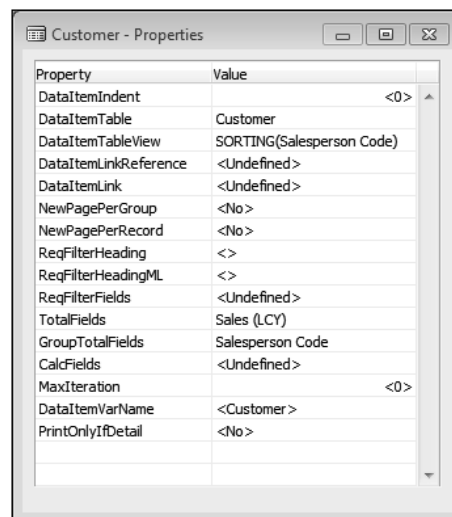 Customer - Properties
Property Value
DataItemIndent <0>
DataItemTable Customer
DataItemTableView SORTING(Salesperson Code)
DataItemLinkReference <Undefined>
DataItemLink <Undefined>
NewPagePerGroup <No>
NewPagePerRecord <No>
ReqFilterHeading <>
ReqFilterHeadingML <>
ReqFilterFields <Undefined>
TotalFields Sales (LCY)
GroupTotalFields Salesperson Code
CalcFields <Undefined>
MaxIteration <0>
DataItemVarName <Customer>
PrintOnlyIfDetail <No>